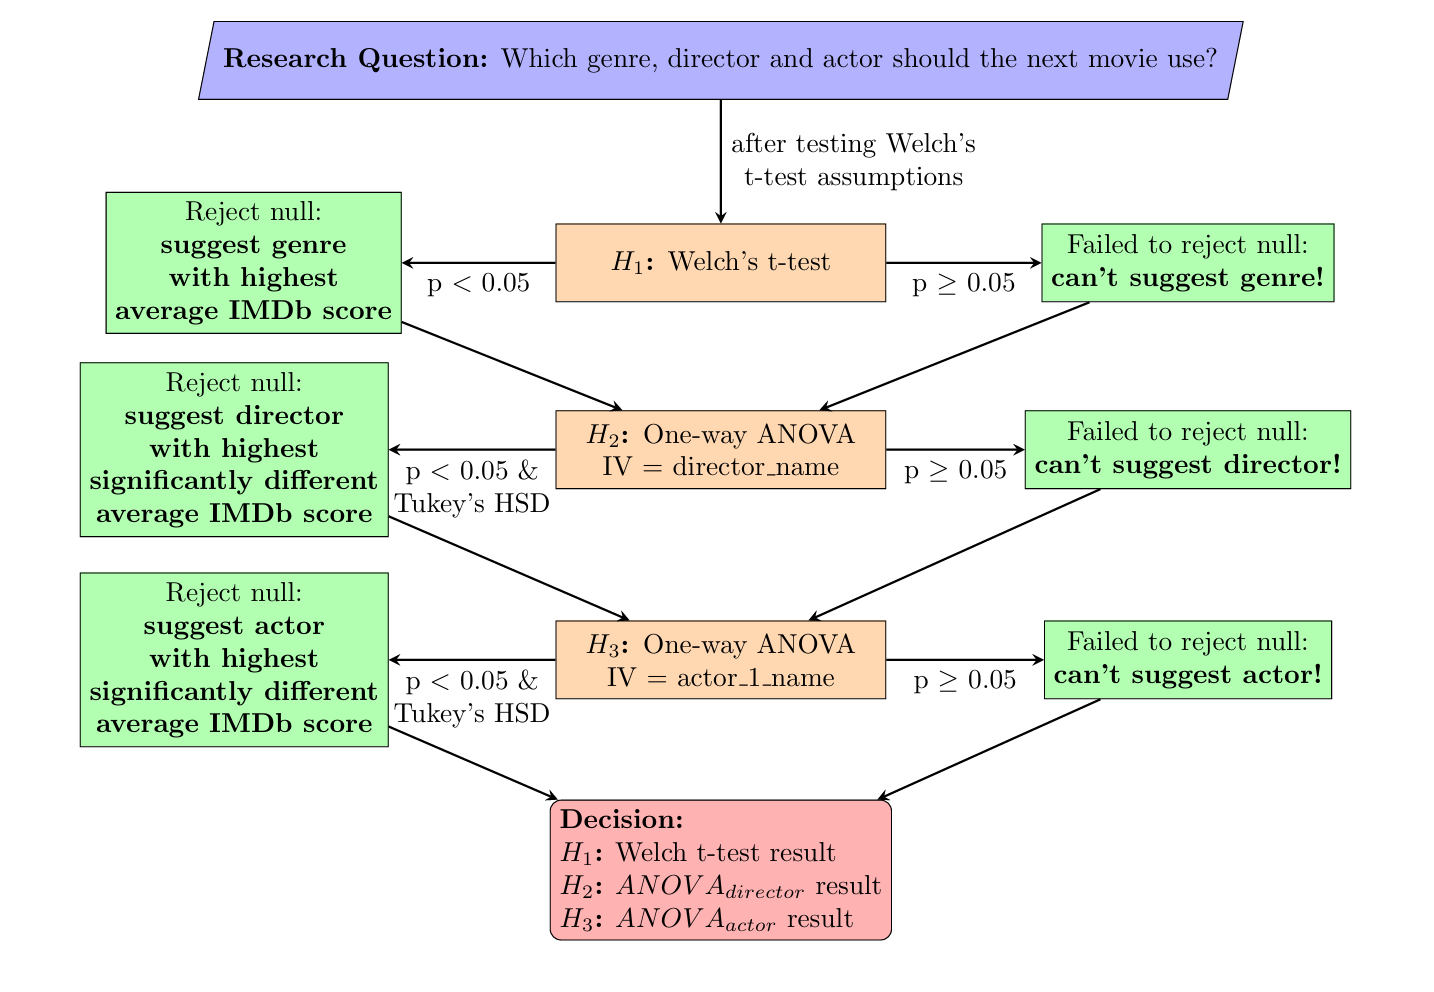 Research Question: Which genre, director and actor should the next movie use?
after testing Welch's
t-test assumptions
Reject null:
suggest genre
with highest
average IMDb score
p < 0.05
H₁: Welch's t-test
p ≥ 0.05
Failed to reject null:
can't suggest genre!
Reject null:
suggest director
with highest
significantly different
average IMDb score
p < 0.05 &
Tukey's HSD
H₂: One-way ANOVA
IV = director_name
p ≥ 0.05
Failed to reject null:
can't suggest director!
Reject null:
suggest actor
with highest
significantly different
average IMDb score
p < 0.05 &
Tukey's HSD
H₃: One-way ANOVA
IV = actor_1_name
p ≥ 0.05
Failed to reject null:
can't suggest actor!
Decision:
H₁: Welch t-test result
H₂: ANOVA_director result
H₃: ANOVA_actor result